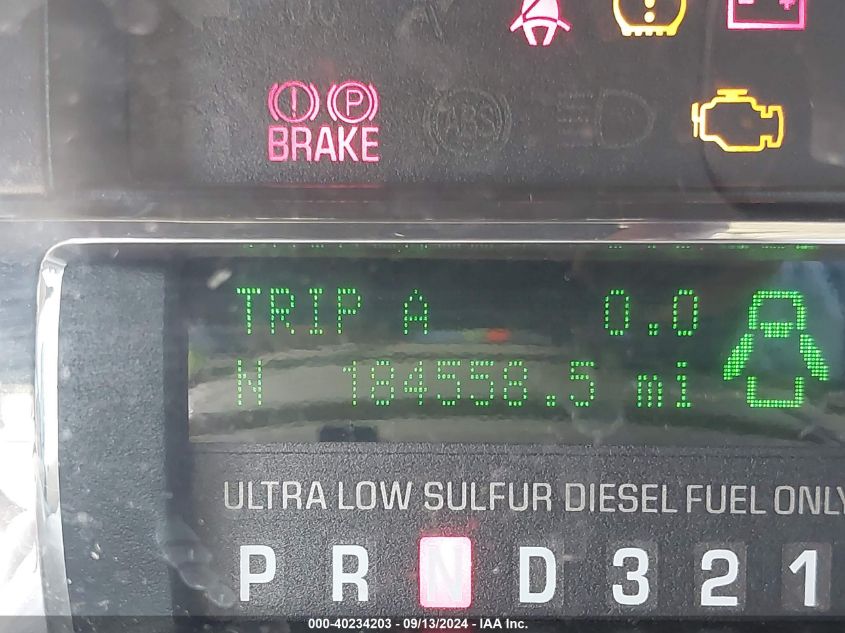 BRAKE
ABS
TRIP A 0.0
N 184558.5 mi
ULTRA LOW SULFUR DIESEL FUEL ONLY
P R N D 3 2 1
000-40234203 - 09/13/2024 - IAA Inc.